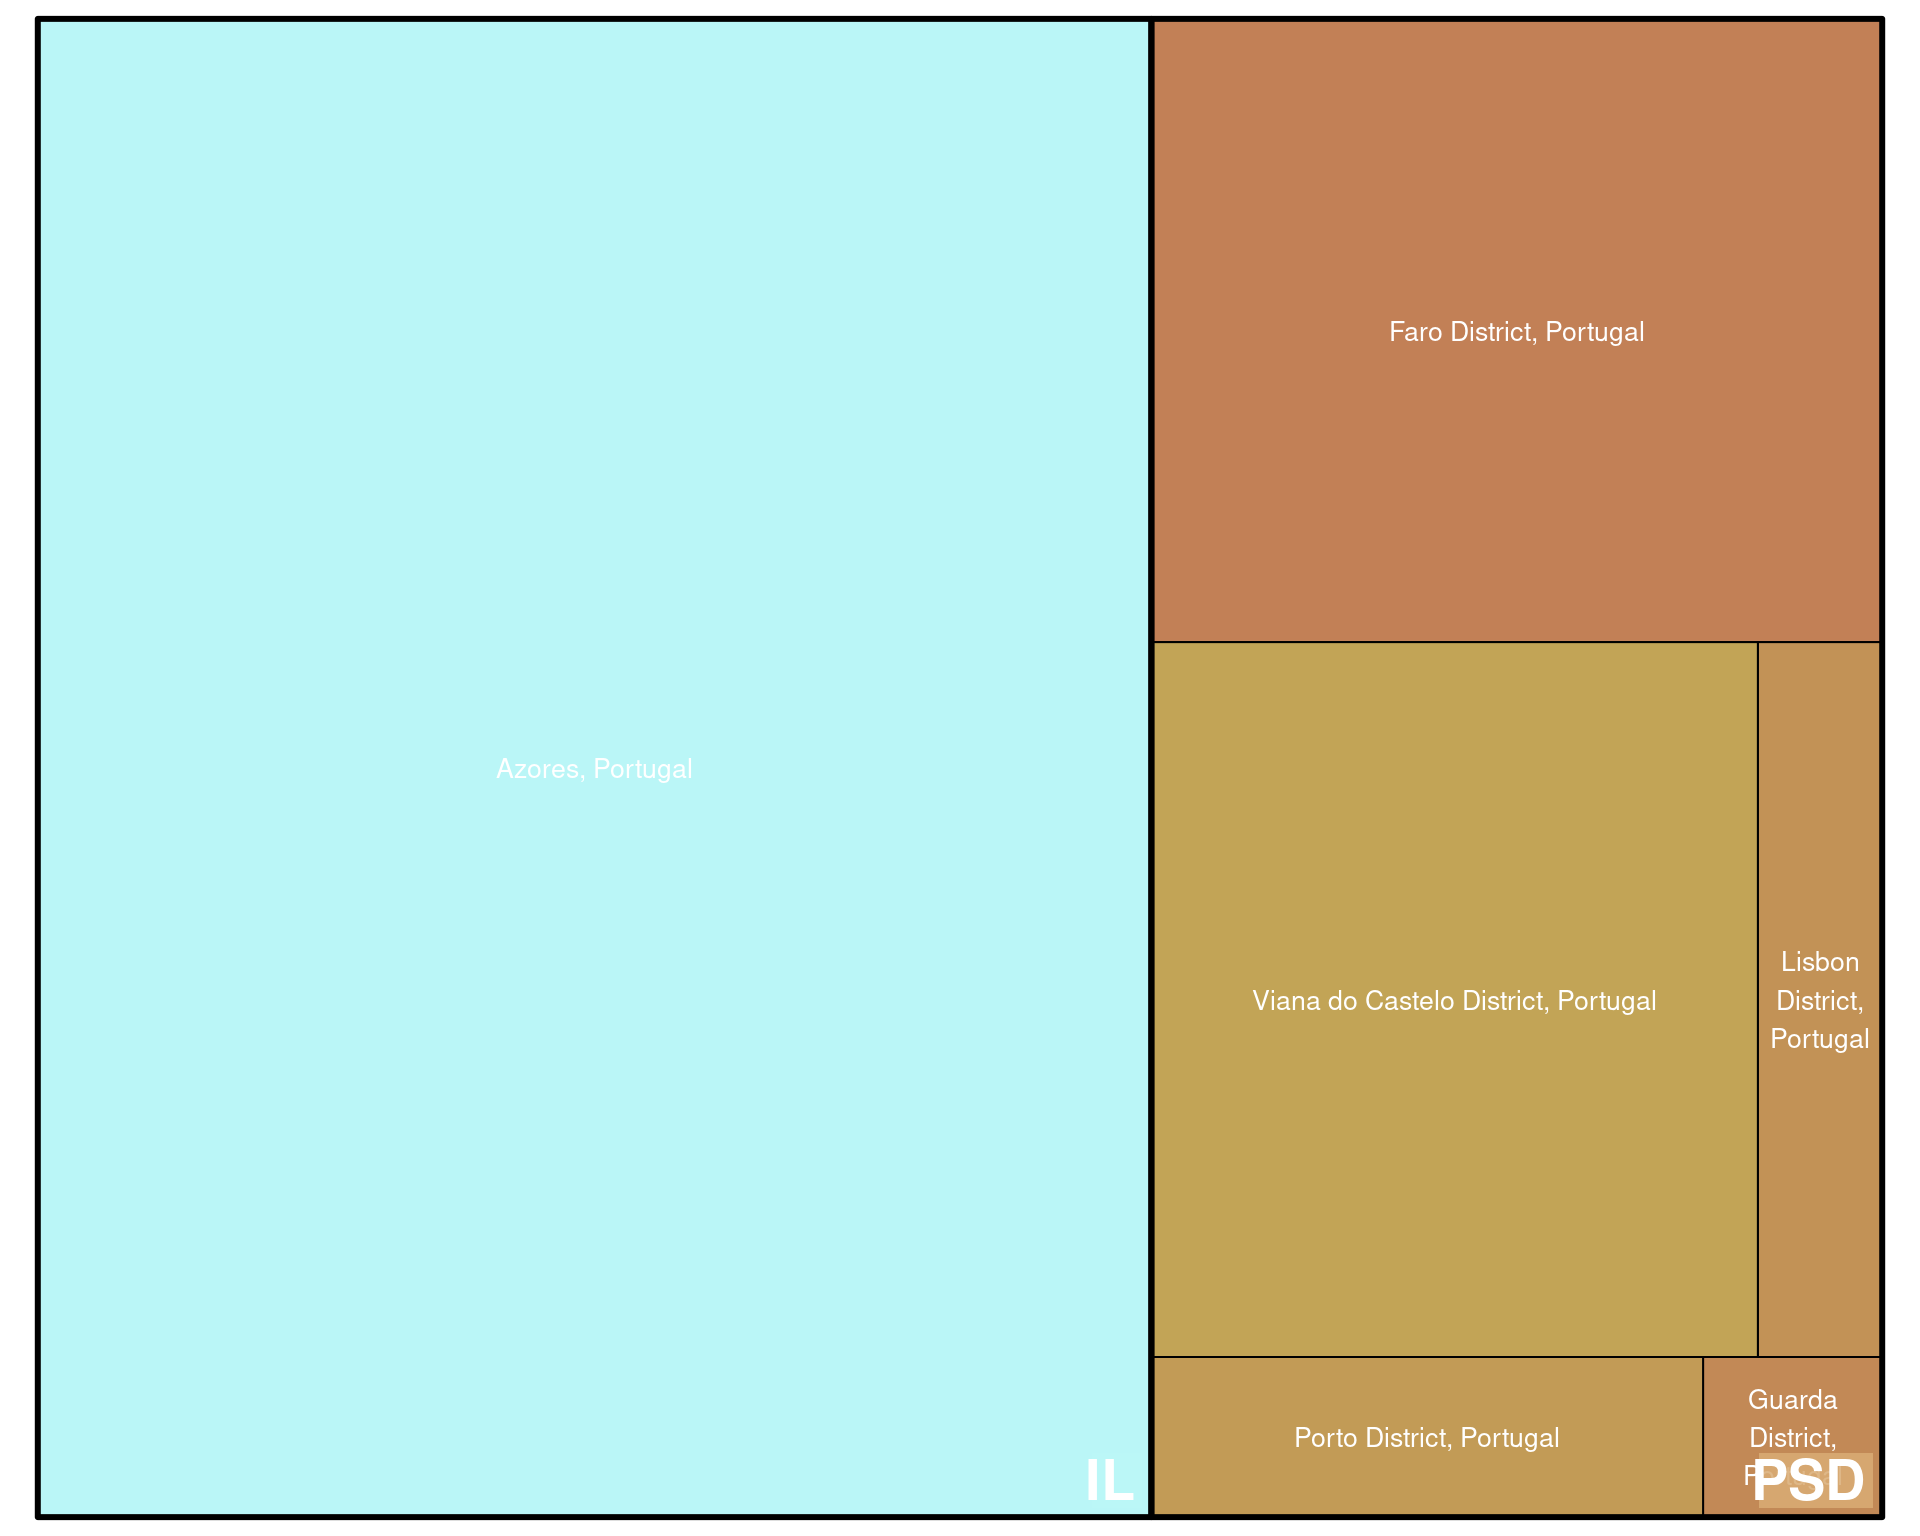 Azores, Portugal
IL
Faro District, Portugal
Viana do Castelo District, Portugal
Lisbon
District,
Portugal
Porto District, Portugal
Guarda
District,
PSD